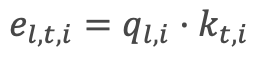 e_{l,t,i} = q_{l,i} · k_{t,i}